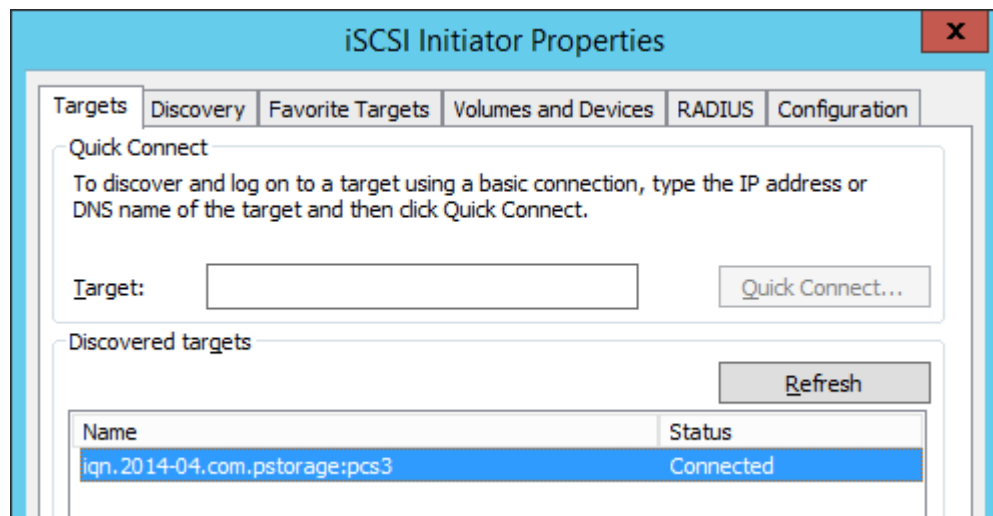 iSCSI Initiator Properties
x
Targets Discovery Favorite Targets Volumes and Devices RADIUS Configuration
Quick Connect
To discover and log on to a target using a basic connection, type the IP address or
DNS name of the target and then click Quick Connect.
Target:
Quick Connect...
Discovered targets
Refresh
Name Status
iqn.2014-04.com.pstorage:pcs3 Connected